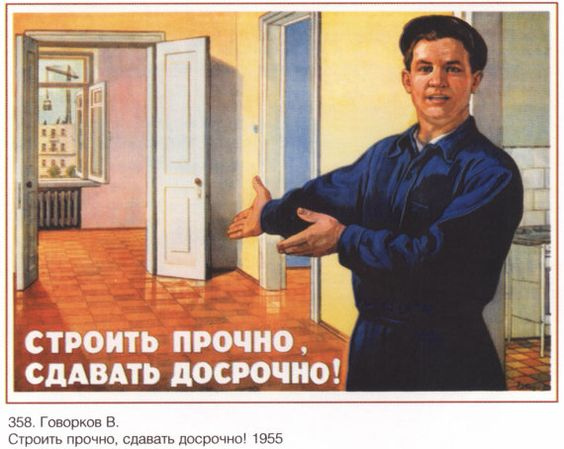 СТРОИТЬ ПРОЧНО,
СДАВАТЬ ДОСРОЧНО!
358. Говорков В.
Строить прочно, сдавать досрочно! 1955